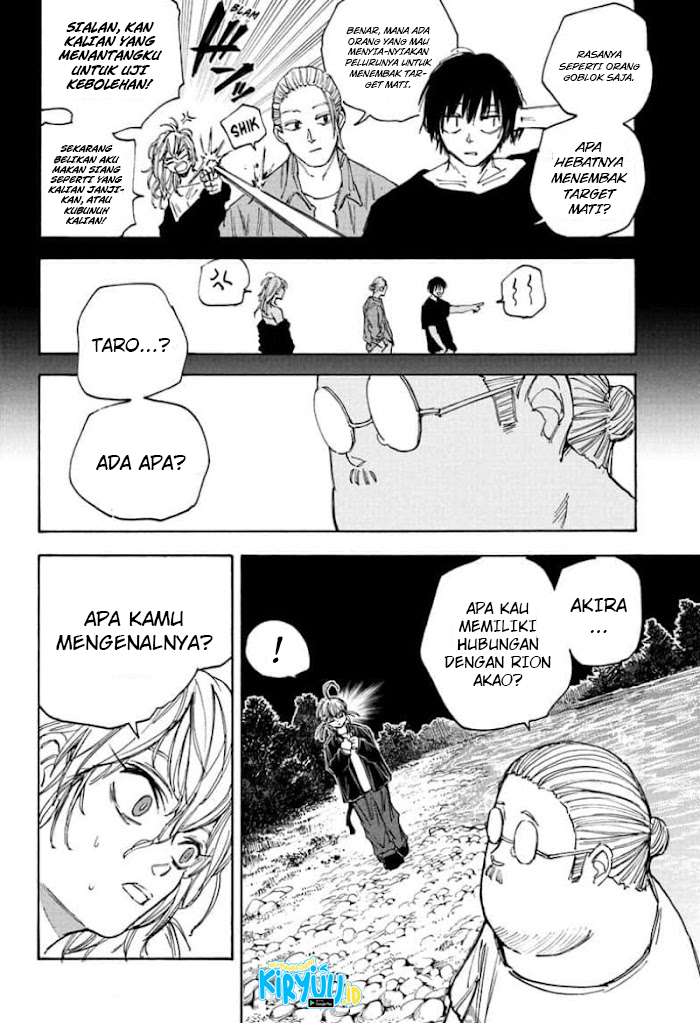 BLAM
SIALAN, KAN
KALIAN YANG
MENANTANGKU
UNTUK UJI
KEBOLEHAN!
BENAR, MANA ADA
ORANG YANG MAU
MENYIA-NYIAKAN
PELURUNYA UNTUK
MENEMBAK TAR-
GET MATI.
RASANYA
SEPERTI ORANG
GOBLOK SAJA.
SHIK
SEKARANG
BELIKAN AKU
MAKAN SIANG
SEPERTI YANG
KALIAN JANJI-
KAN, ATAU
KUBUNUH
KALIAN!
APA
HEBATNYA
MENEMBAK
TARGET
MATI?
TARO...?
ADA APA?
AKIRA
...
APA KAU
MEMILIKI
HUBUNGAN
DENGAN RION
AKAO?
!
APA KAMU
MENGENALNYA?
KIRYUU.ID